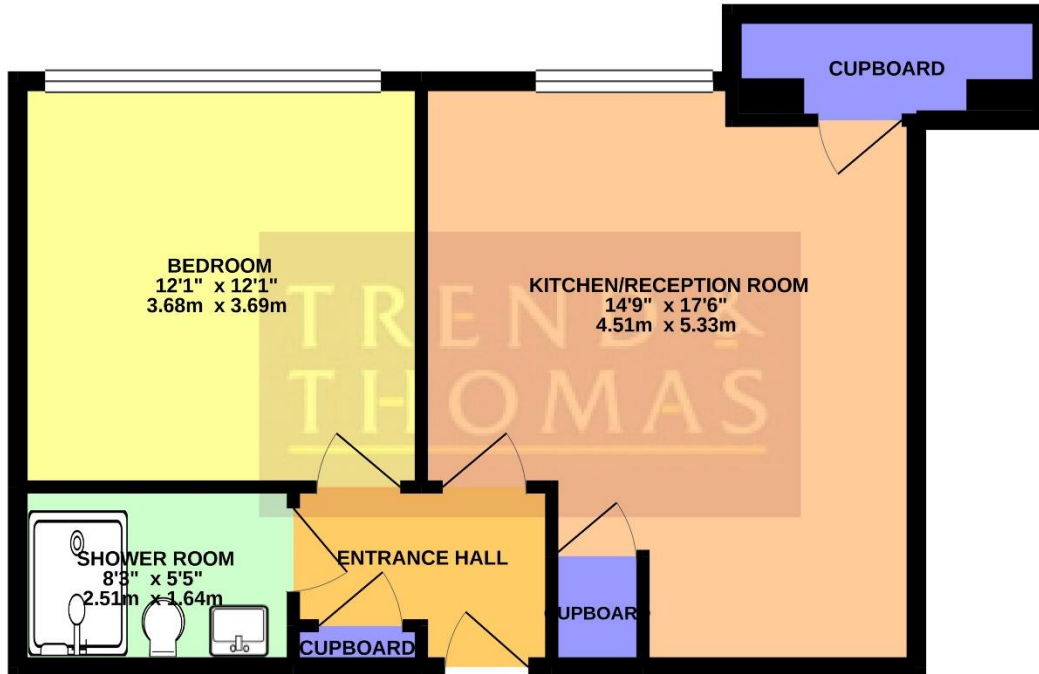 CUPBOARD
BEDROOM
12'1" x 12'1"
3.68m x 3.69m
KITCHEN/RECEPTION ROOM
14'9" x 17'6"
4.51m x 5.33m
TREND &
THOMAS
SHOWER ROOM
8'3" x 5'5"
2.51m x 1.64m
ENTRANCE HALL
CUPBOARD
CUPBOARD